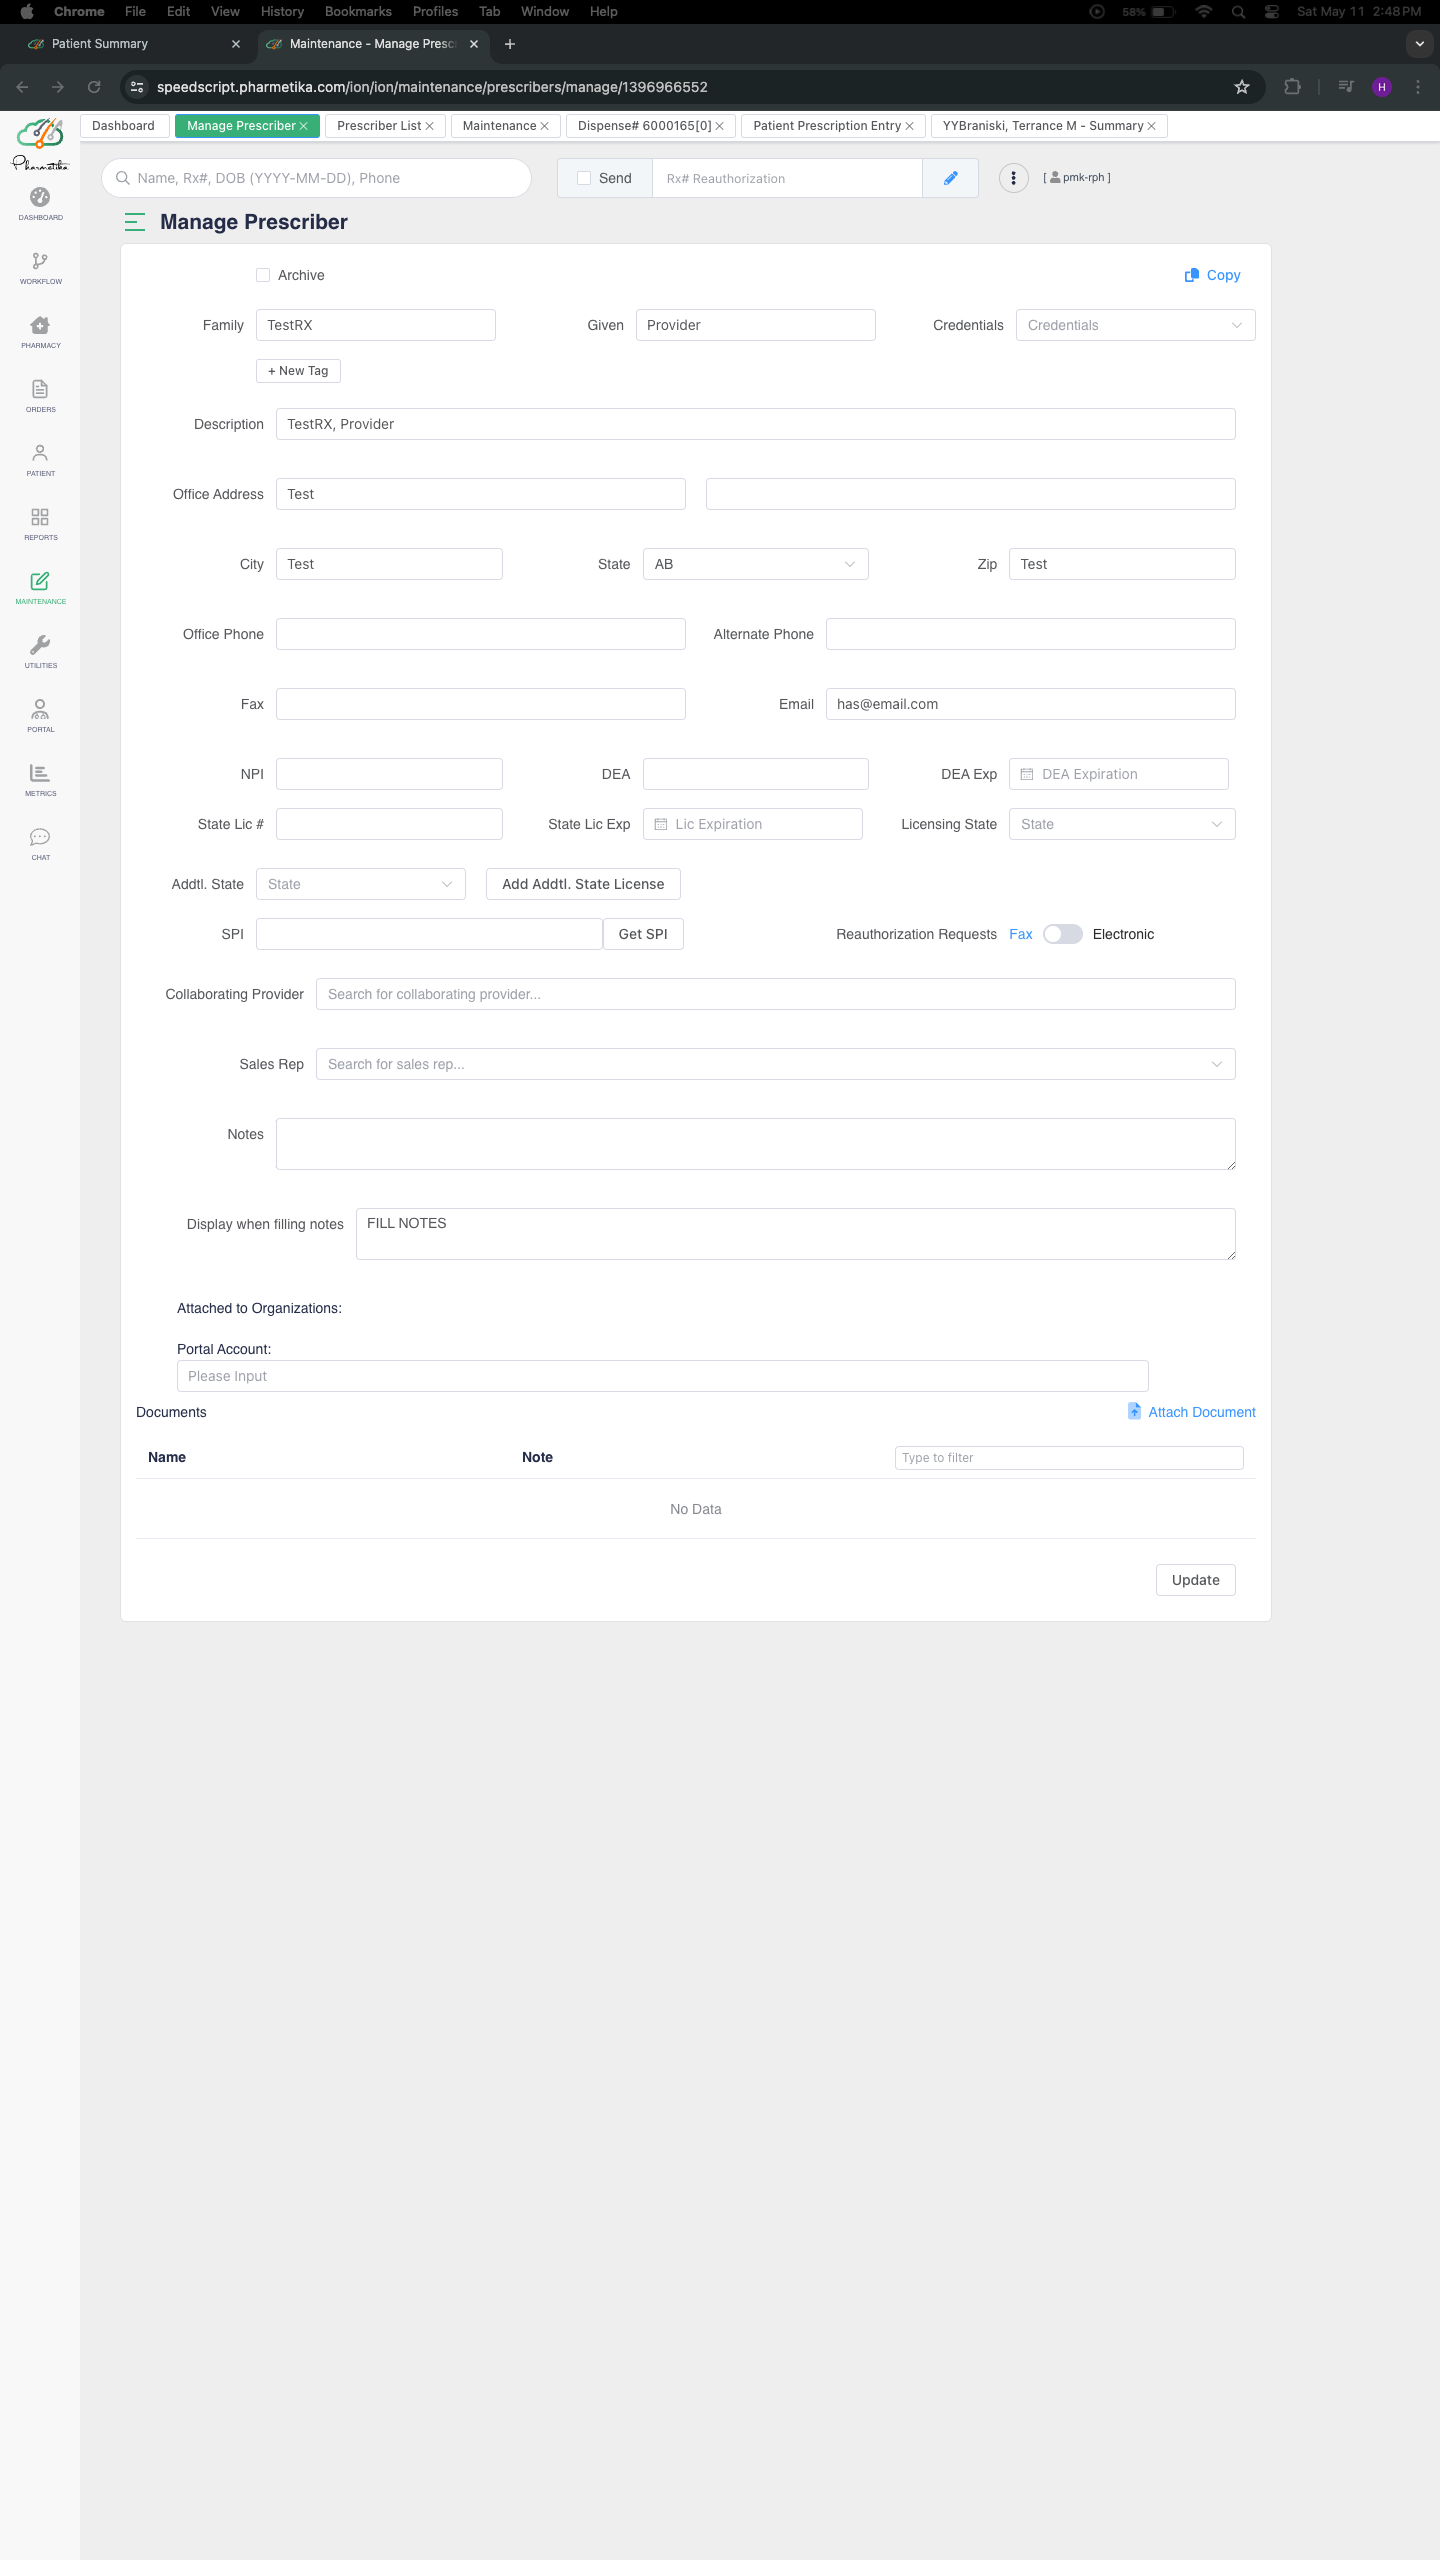 Chrome File Edit View History Bookmarks Profiles Tab Window Help 58% Sat May 11 2:48 PM
Patient Summary Maintenance - Manage Presc
speedscript.pharmetika.com/ion/ion/maintenance/prescribers/manage/1396966552 H
Pharmetika
Dashboard Manage Prescriber Prescriber List Maintenance Dispense# 6000165[0] Patient Prescription Entry YYBraniski, Terrance M - Summary
Name, Rx#, DOB (YYYY-MM-DD), Phone Send Rx# Reauthorization [ pmk-rph ]
DASHBOARD
WORKFLOW
PHARMACY
ORDERS
PATIENT
REPORTS
MAINTENANCE
UTILITIES
PORTAL
METRICS
CHAT
Manage Prescriber
Archive Copy
Family TestRX Given Provider Credentials Credentials
+ New Tag
Description TestRX, Provider
Office Address Test
City Test State AB Zip Test
Office Phone Alternate Phone
Fax Email has@email.com
NPI DEA DEA Exp DEA Expiration
State Lic # State Lic Exp Lic Expiration Licensing State State
Addtl. State State Add Addtl. State License
SPI Get SPI Reauthorization Requests Fax Electronic
Collaborating Provider Search for collaborating provider...
Sales Rep Search for sales rep...
Notes
Display when filling notes FILL NOTES
Attached to Organizations:
Portal Account:
Please Input
Documents Attach Document
Name Note Type to filter
No Data
Update